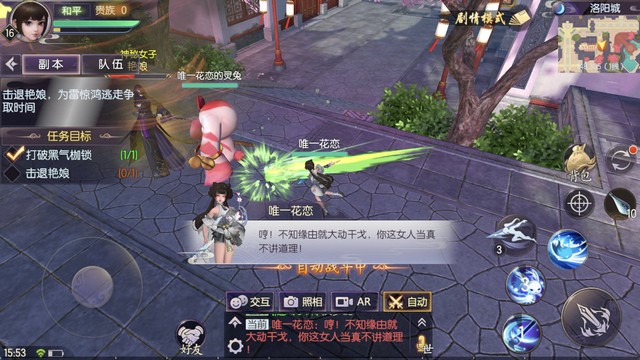 和平 贵族 0
16
剧情模式
洛阳城
副本 队伍
神秘女子
艳娘
唯一花恋的灵兔
击退艳娘，为雷惊鸿逃走争
取时间
任务目标
打破黑气枷锁 (1/1)
击退艳娘 (0/1)
唯一花恋
唯一花恋
哼！不知缘由就大动干戈，你这女人当真
不讲道理！
自动战斗中
背包
10
3
交互 照相 AR 自动
当前 唯一花恋：哼！不知缘由就
大动干戈，你这女人当真
不讲道理！
世
好友
15:53